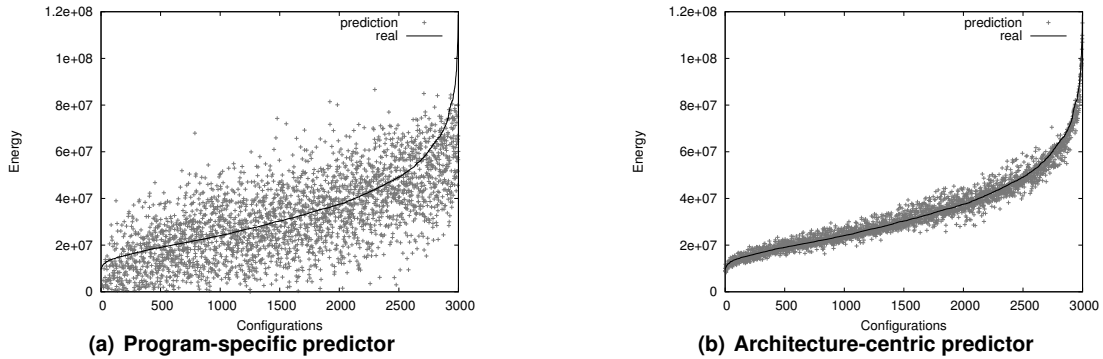 1.2e+08
1e+08
8e+07
6e+07
4e+07
2e+07
0
Energy
prediction
real
0 500 1000 1500 2000 2500 3000
Configurations
(a) Program-specific predictor
1.2e+08
1e+08
8e+07
6e+07
4e+07
2e+07
0
Energy
prediction
real
0 500 1000 1500 2000 2500 3000
Configurations
(b) Architecture-centric predictor